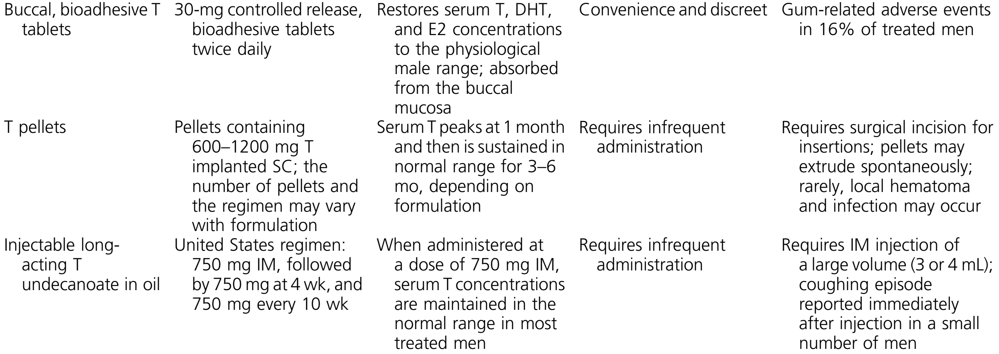 Buccal, bioadhesive T
tablets
30-mg controlled release,
bioadhesive tablets
twice daily
Restores serum T, DHT,
and E2 concentrations
to the physiological
male range; absorbed
from the buccal
mucosa
Convenience and discreet
Gum-related adverse events
in 16% of treated men
T pellets
Pellets containing
600–1200 mg T
implanted SC; the
number of pellets and
the regimen may vary
with formulation
Serum T peaks at 1 month
and then is sustained in
normal range for 3–6
mo, depending on
formulation
Requires infrequent
administration
Requires surgical incision for
insertions; pellets may
extrude spontaneously;
rarely, local hematoma
and infection may occur
Injectable long-
acting T
undecanoate in oil
United States regimen:
750 mg IM, followed
by 750 mg at 4 wk, and
750 mg every 10 wk
When administered at
a dose of 750 mg IM,
serum T concentrations
are maintained in the
normal range in most
treated men
Requires infrequent
administration
Requires IM injection of
a large volume (3 or 4 mL);
coughing episode
reported immediately
after injection in a small
number of men